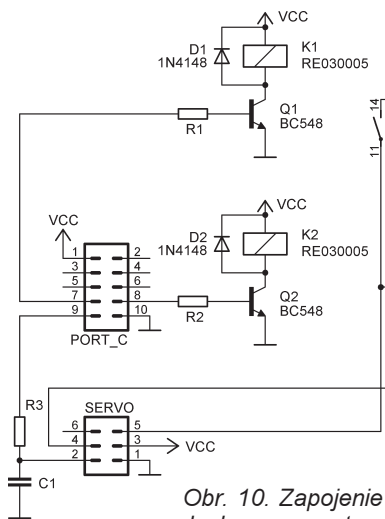 VCC
D1
K1
1N4148
RE030005
Q1
BC548
R1
14
11
VCC
VCC
D2
K2
1N4148
RE030005
Q2
BC548
R2
1 2
3 4
5 6
7 8
9 10
PORT_C
R3
SERVO
6 5
4 3
VCC
2 1
C1
Obr. 10. Zapojenie